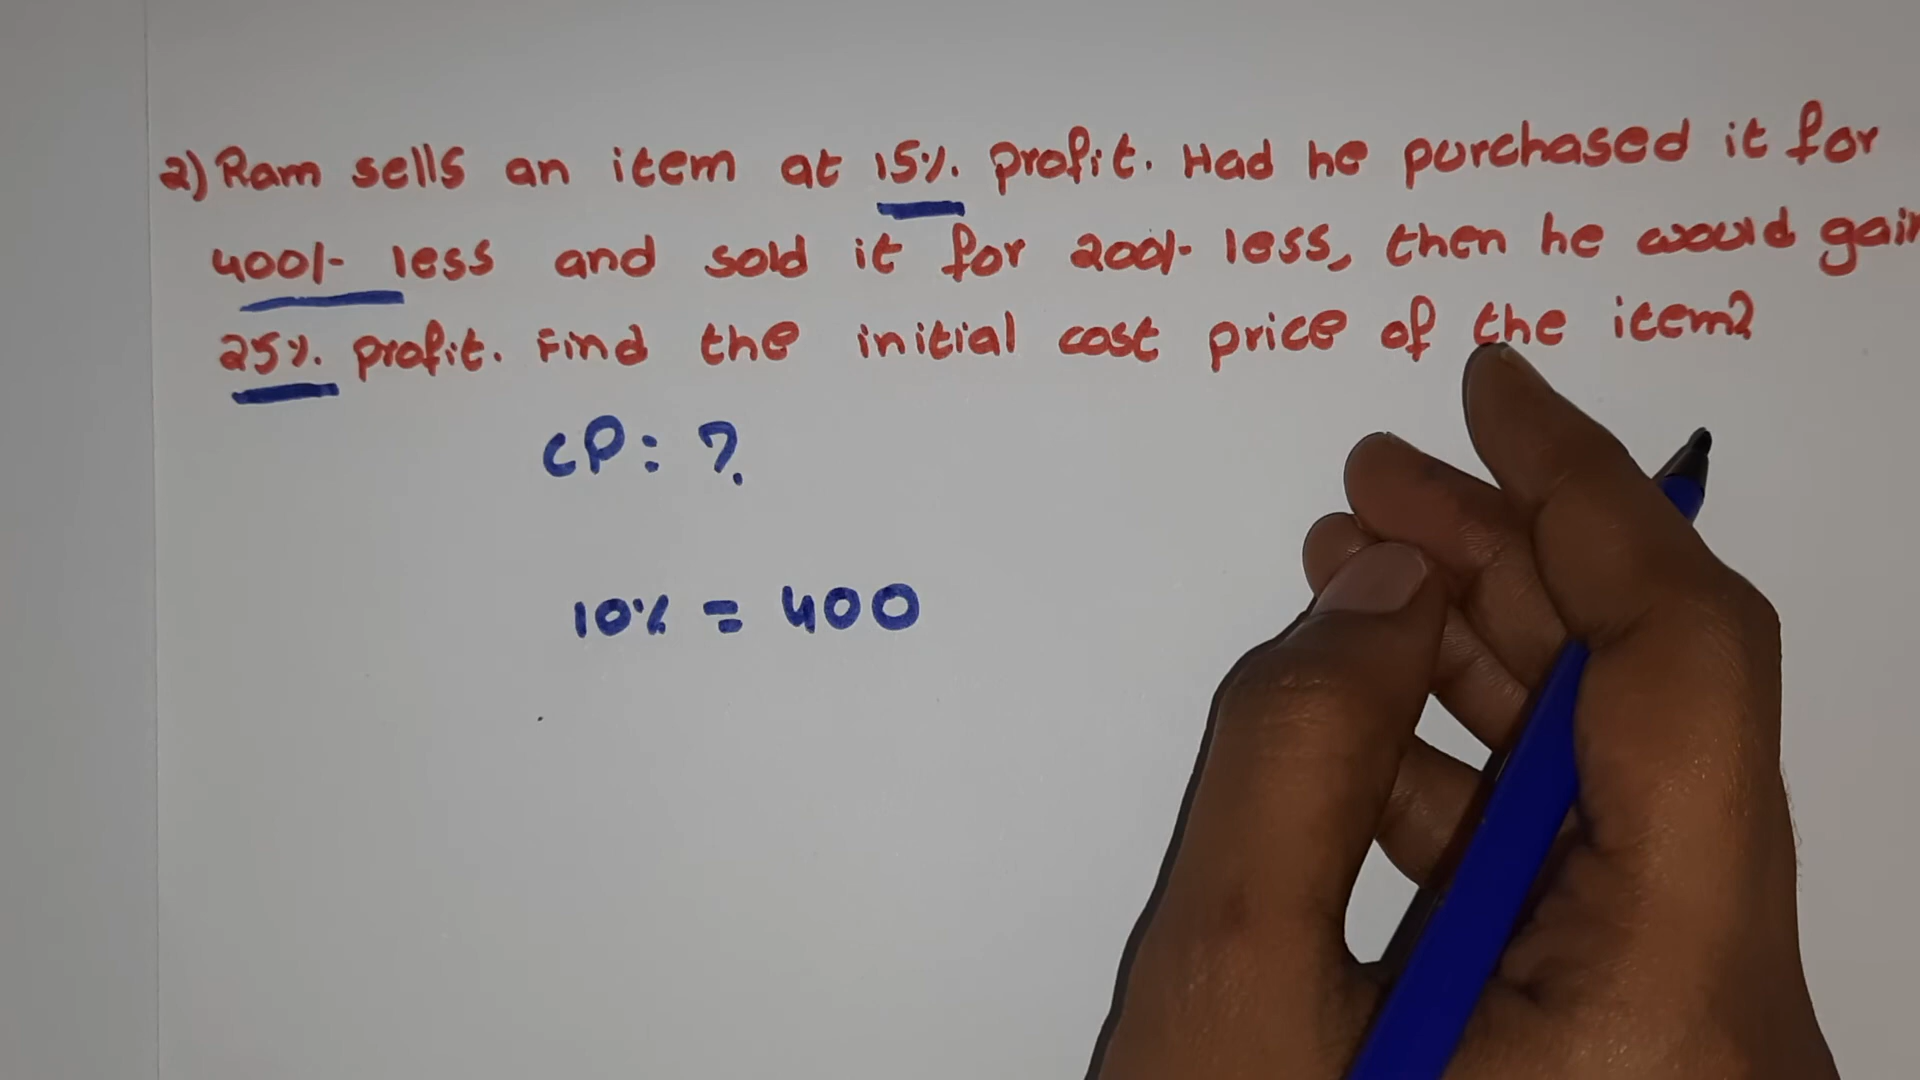 2) Ram sells an item at 15%. profit. Had he purchased it for
400/- less and sold it for 200/- less, then he would gain
25%. profit. Find the initial cost price of the item?
CP: ?
10% = 400